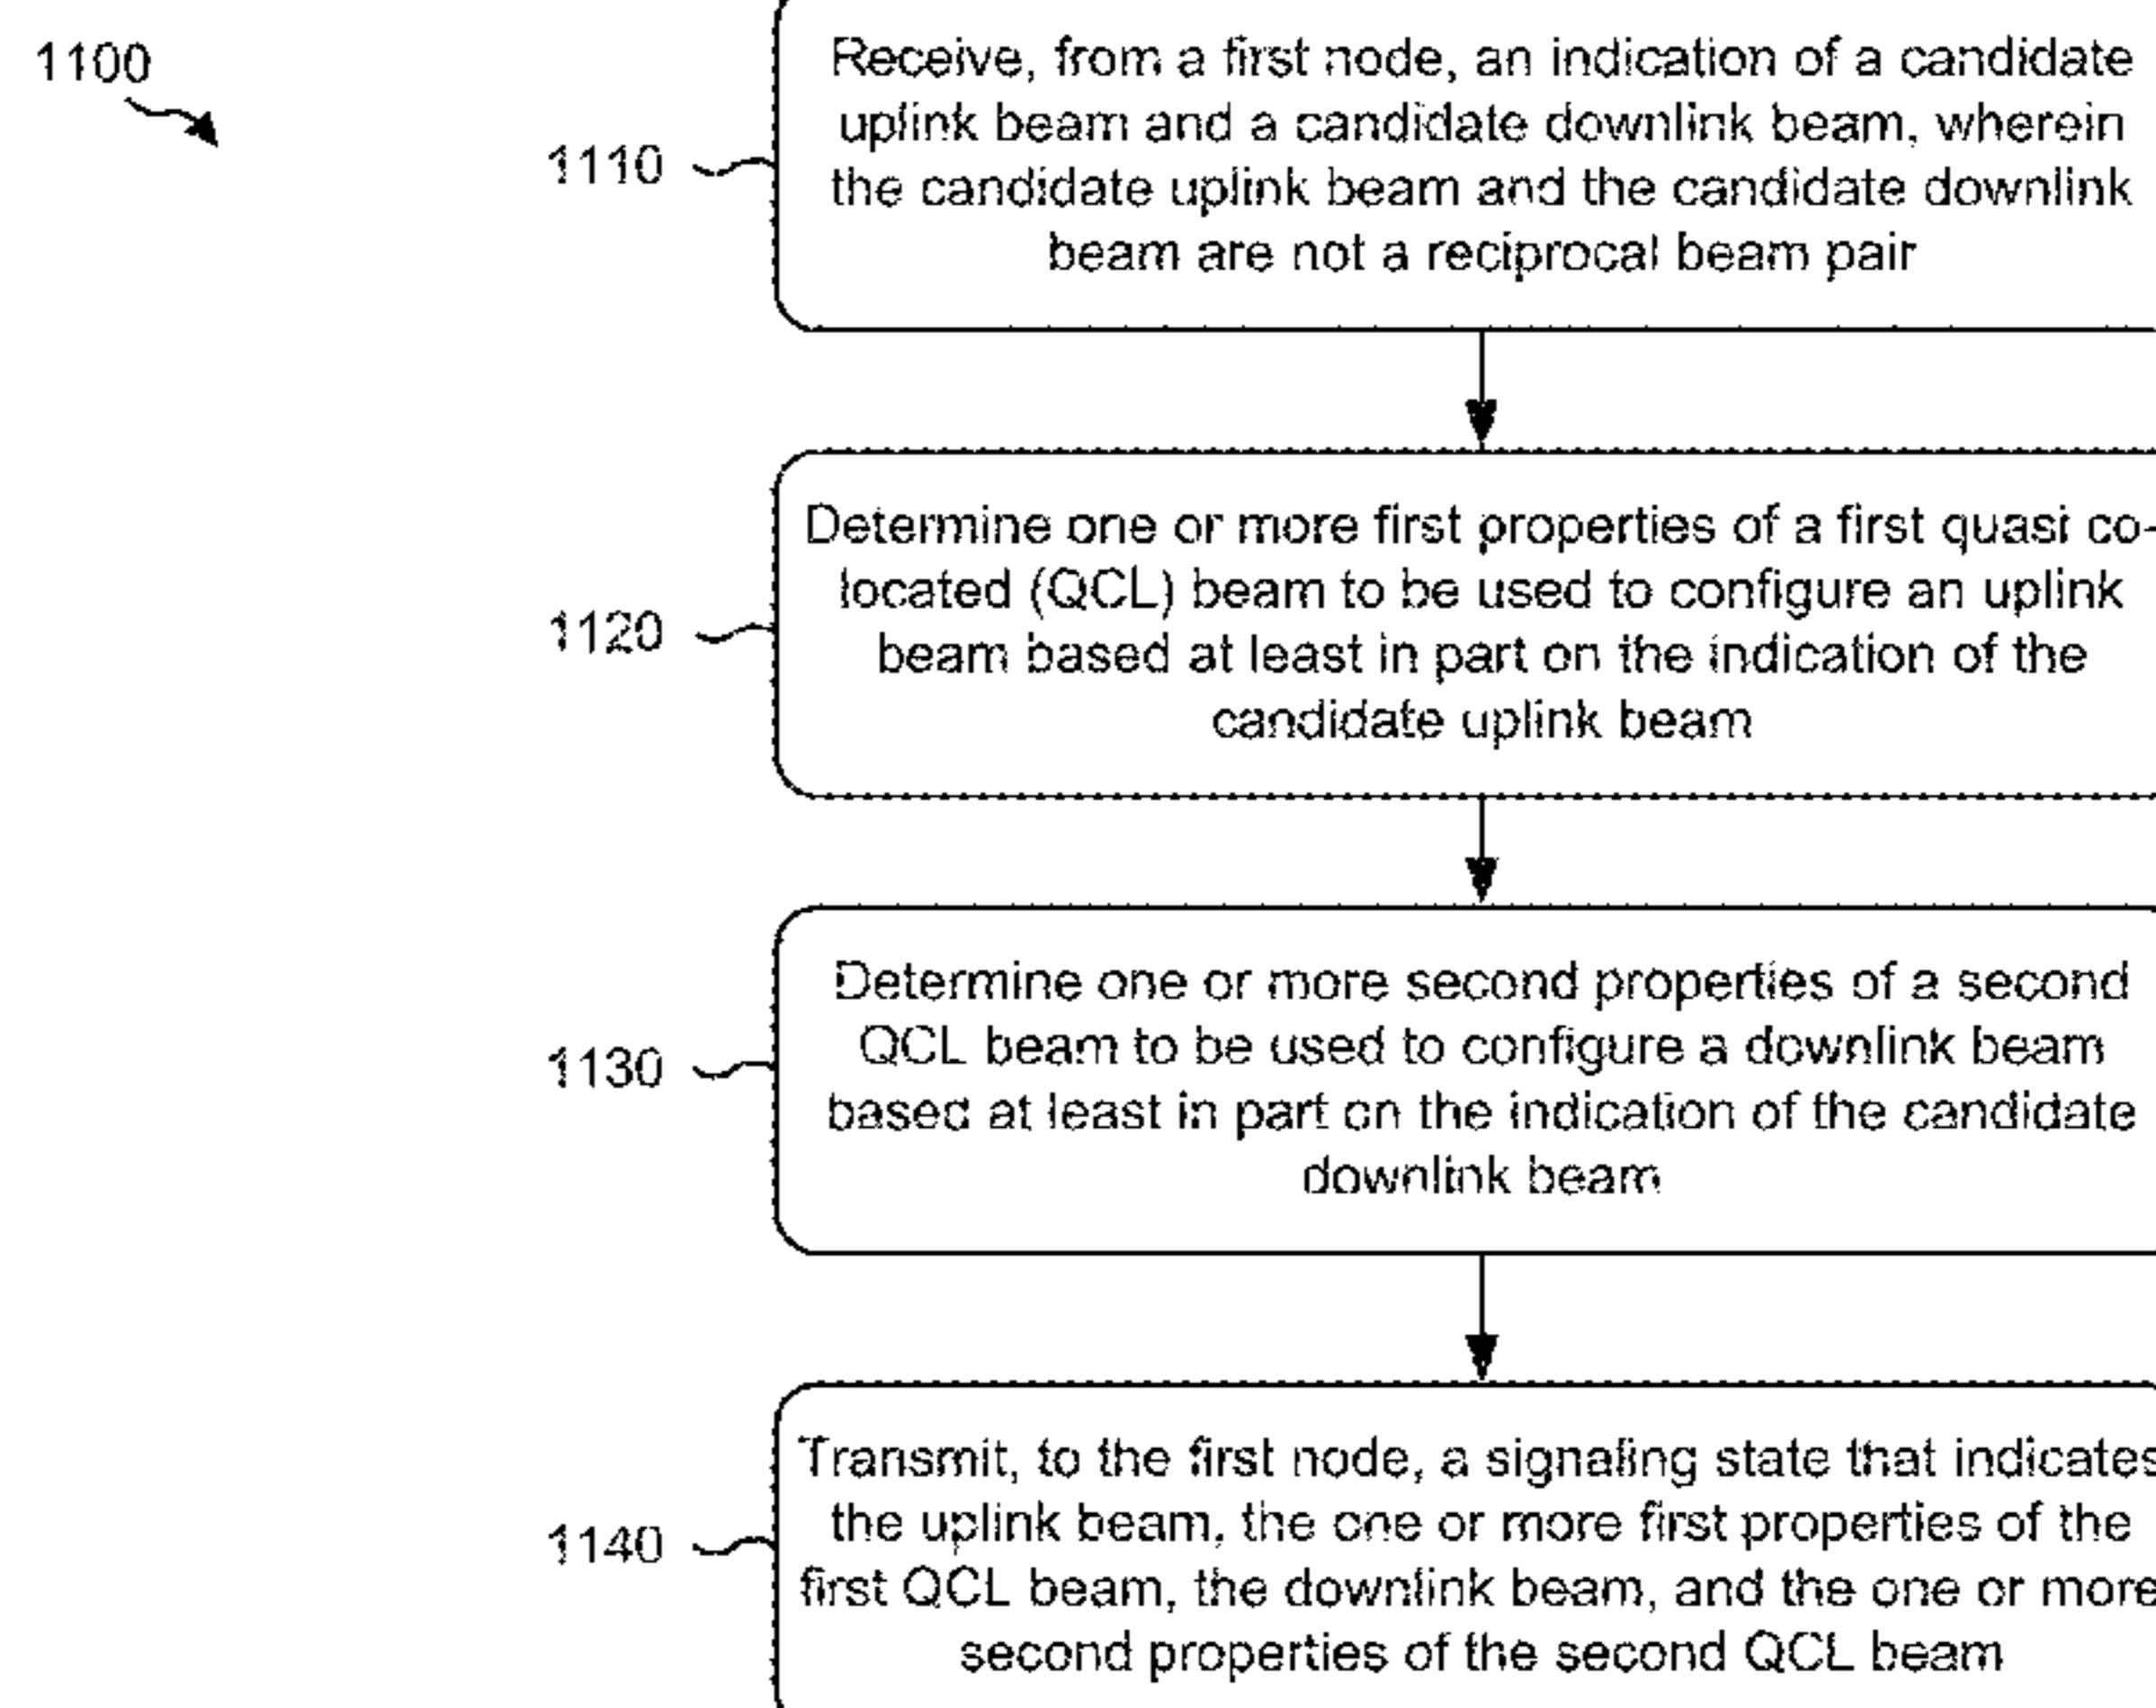 1100
1110
Receive, from a first node, an indication of a candidate
uplink beam and a candidate downlink beam, wherein
the candidate uplink beam and the candidate downlink
beam are not a reciprocal beam pair
1120
Determine one or more first properties of a first quasi co-
located (QCL) beam to be used to configure an uplink
beam based at least in part on the indication of the
candidate uplink beam
1130
Determine one or more second properties of a second
QCL beam to be used to configure a downlink beam
based at least in part on the indication of the candidate
downlink beam
1140
Transmit, to the first node, a signaling state that indicates
the uplink beam, the one or more first properties of the
first QCL beam, the downlink beam, and the one or more
second properties of the second QCL beam